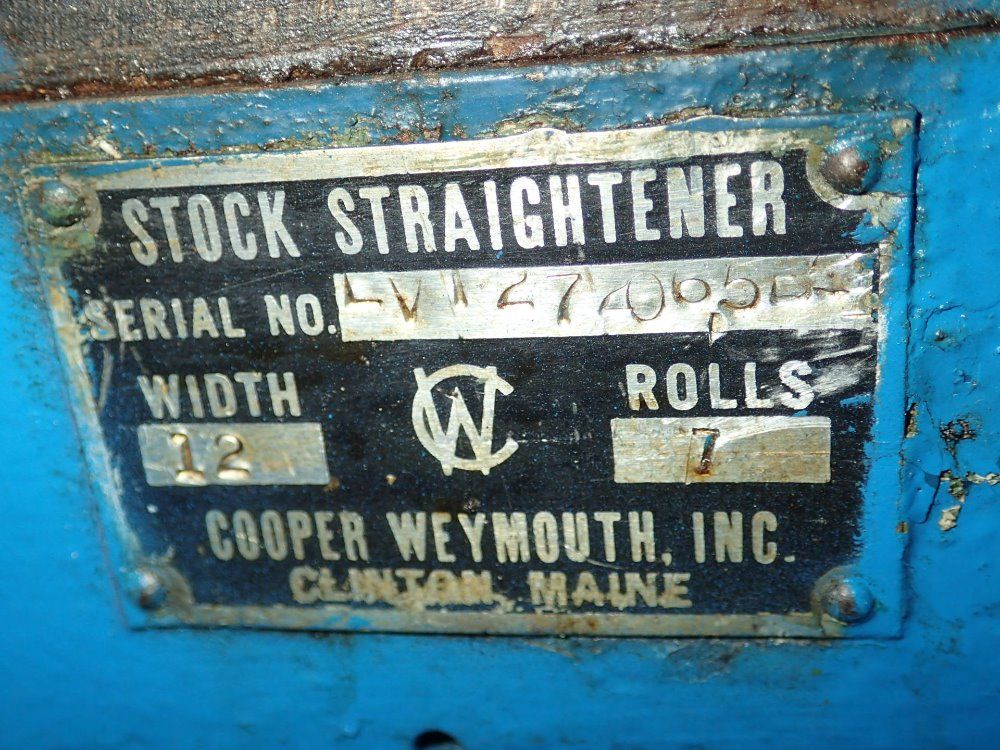 STOCK STRAIGHTENER
SERIAL NO.
WIDTH ROLLS
12 7
COOPER WEYMOUTH, INC.
CLINTON, MAINE